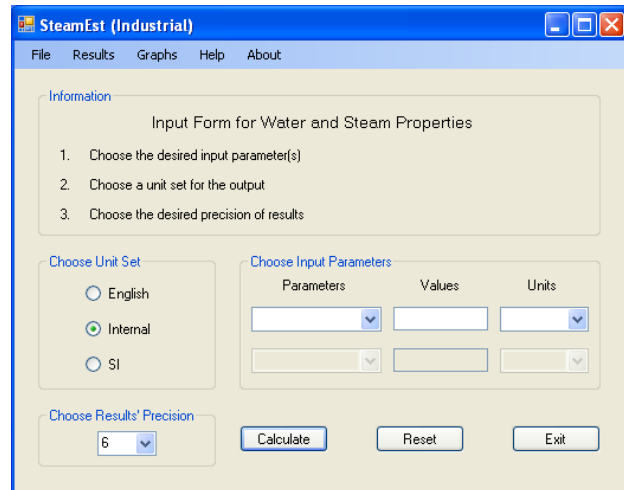 SteamEst (Industrial)
File Results Graphs Help About
Information
Input Form for Water and Steam Properties
1. Choose the desired input parameter(s)
2. Choose a unit set for the output
3. Choose the desired precision of results
Choose Unit Set
English
Internal
SI
Choose Input Parameters
Parameters Values Units
Choose Results' Precision
6
Calculate Reset Exit